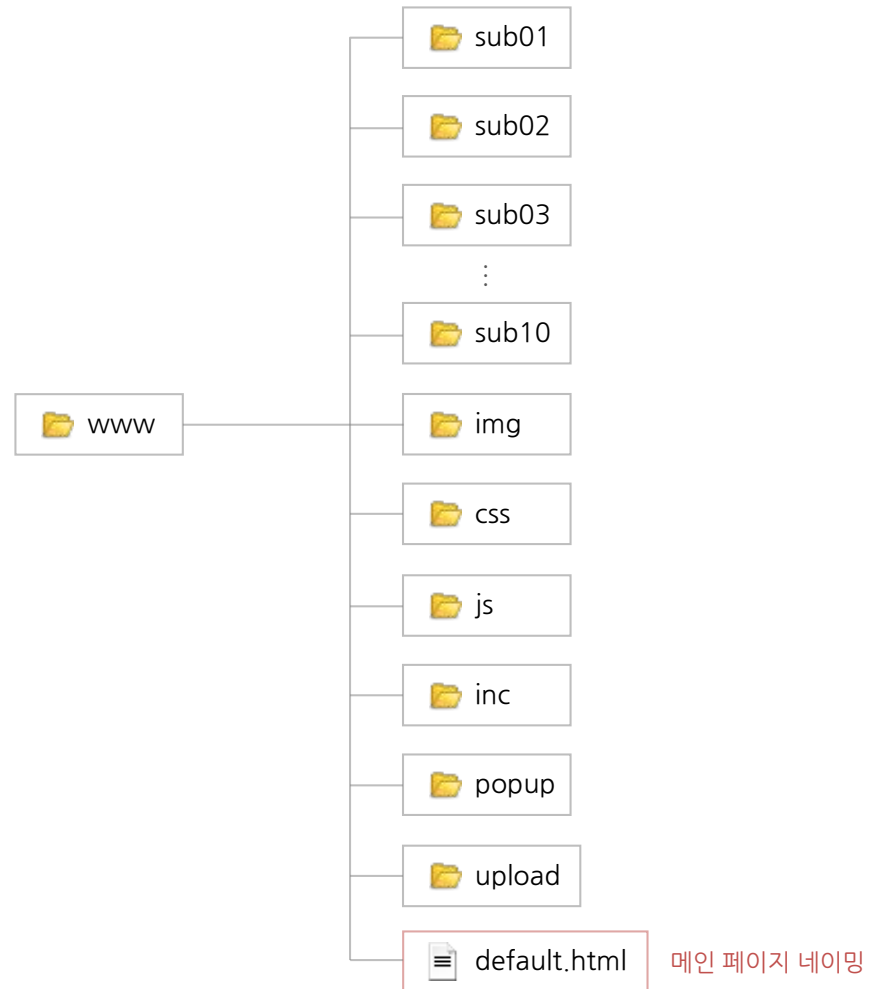 sub01
sub02
sub03
⋮
sub10
www
img
css
js
inc
popup
upload
default.html 메인 페이지 네이밍